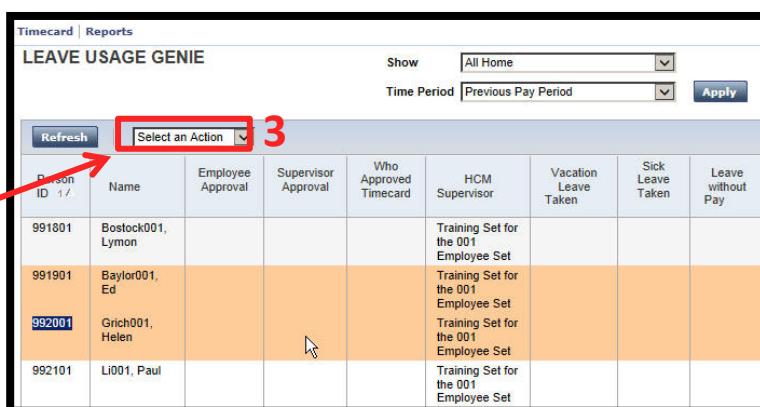 Timecard | Reports
LEAVE USAGE GENIE
Show All Home
Time Period Previous Pay Period Apply
Refresh Select an Action 3
Person ID 1 Name Employee Approval Supervisor Approval Who Approved Timecard HCM Supervisor Vacation Leave Taken Sick Leave Taken Leave without Pay
991801 Bostock001, Lymon Training Set for the 001 Employee Set
991901 Baylor001, Ed Training Set for the 001 Employee Set
992001 Grich001, Helen Training Set for the 001 Employee Set
992101 Li001, Paul Training Set for the 001 Employee Set